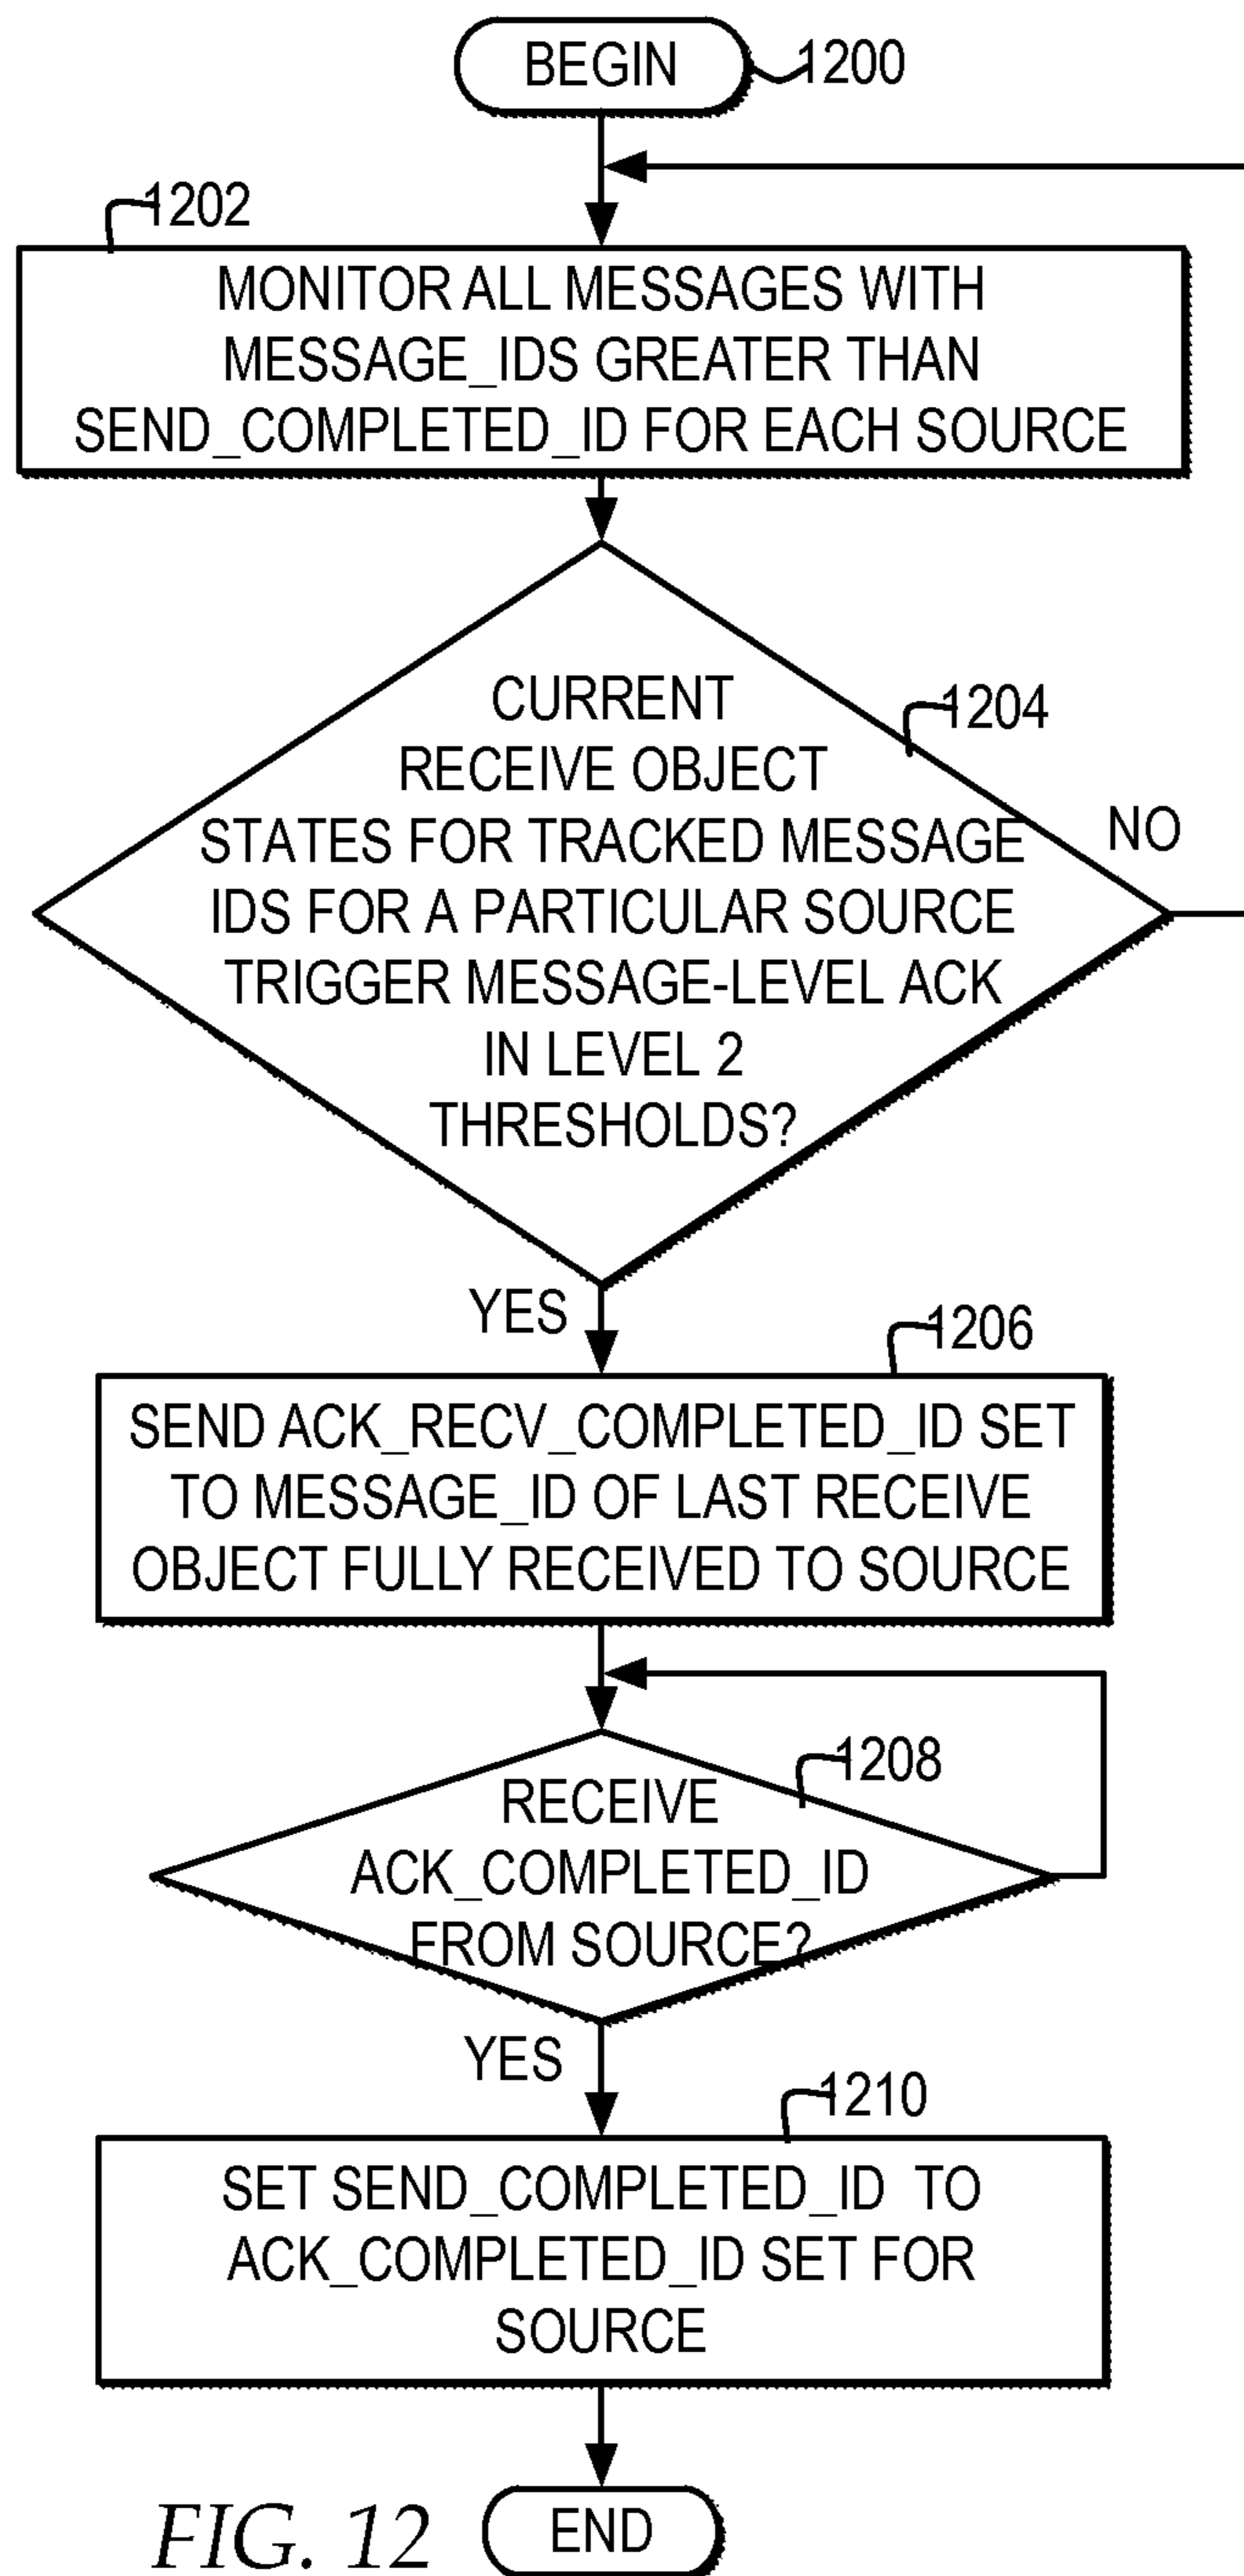 BEGIN
1200
1202
MONITOR ALL MESSAGES WITH
MESSAGE_IDS GREATER THAN
SEND_COMPLETED_ID FOR EACH SOURCE
CURRENT
RECEIVE OBJECT
STATES FOR TRACKED MESSAGE
IDS FOR A PARTICULAR SOURCE
TRIGGER MESSAGE-LEVEL ACK
IN LEVEL 2
THRESHOLDS?
1204
NO
YES
1206
SEND ACK_RECV_COMPLETED_ID SET
TO MESSAGE_ID OF LAST RECEIVE
OBJECT FULLY RECEIVED TO SOURCE
1208
RECEIVE
ACK_COMPLETED_ID
FROM SOURCE?
YES
1210
SET SEND_COMPLETED_ID TO
ACK_COMPLETED_ID SET FOR
SOURCE
FIG. 12
END